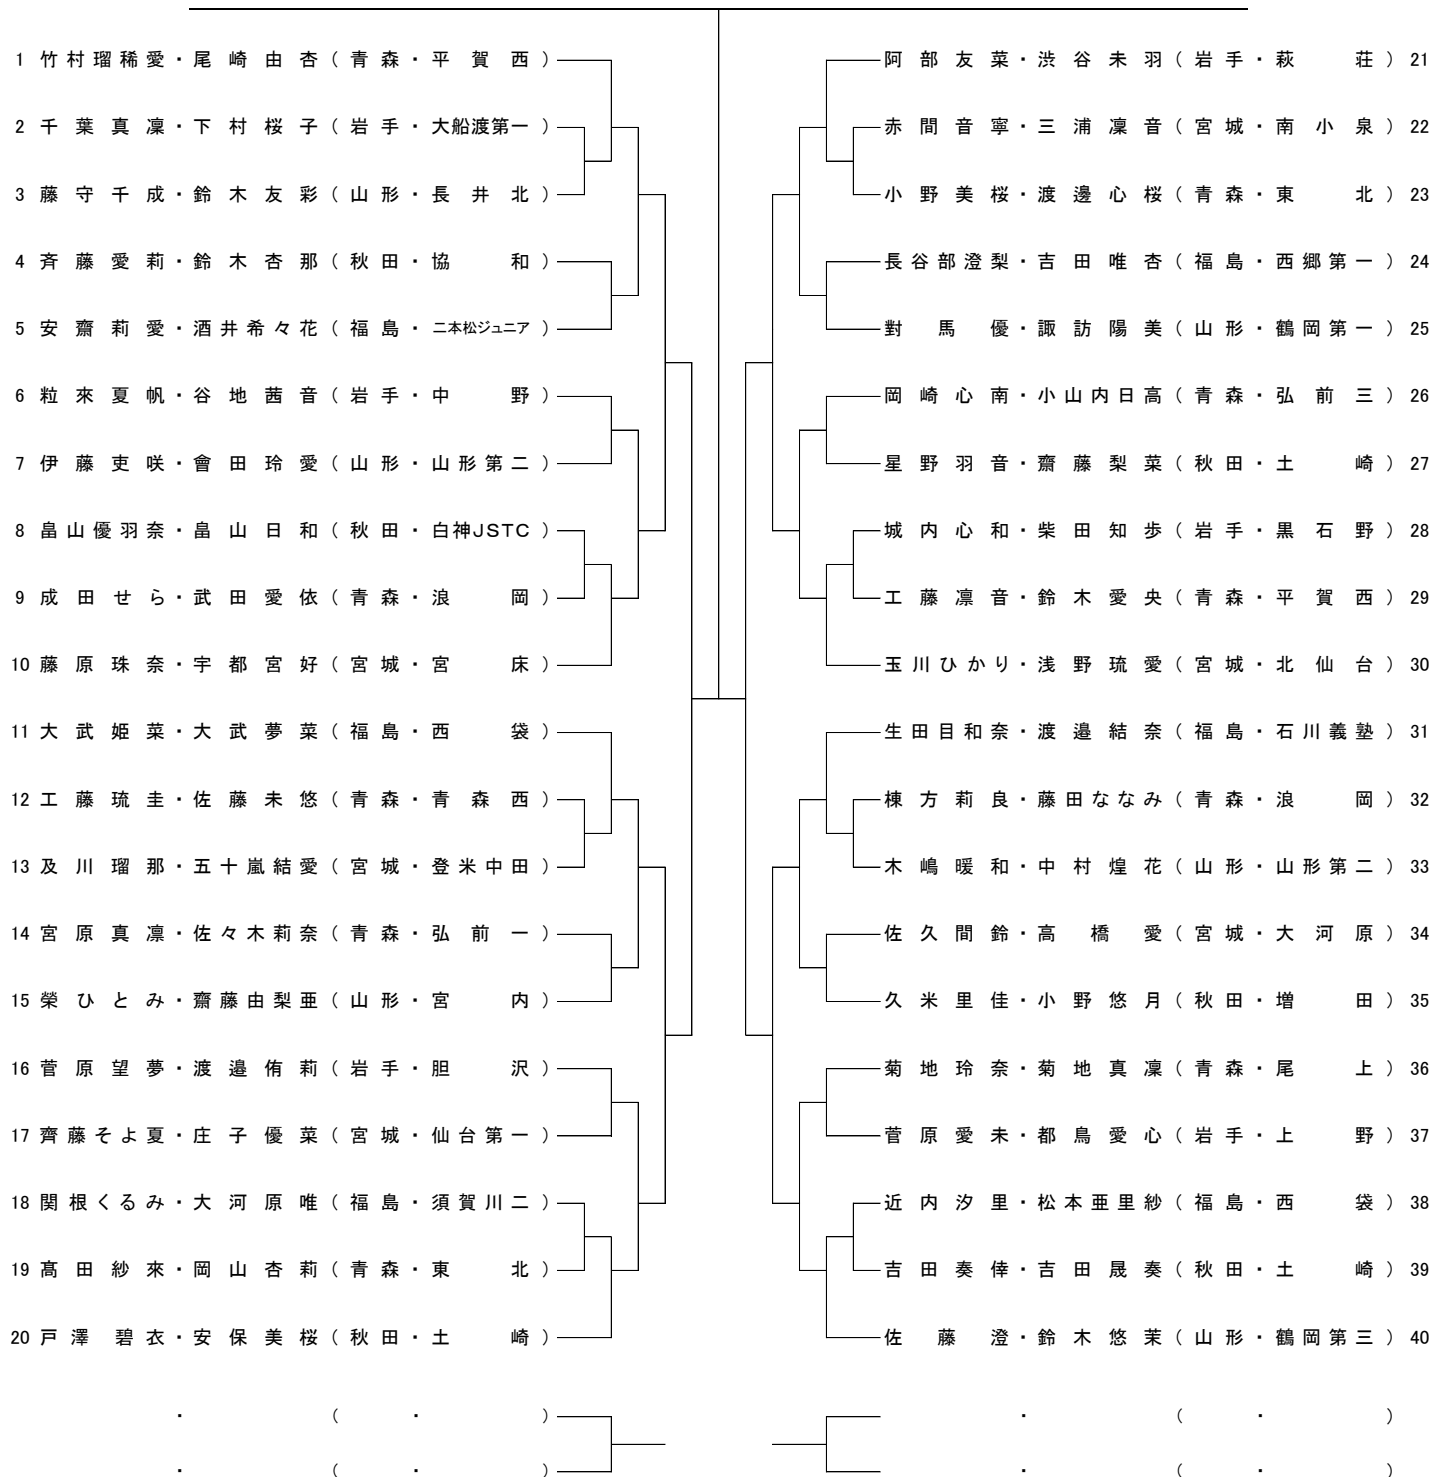 1 竹村瑠稀愛・尾崎由杏(青森・平賀西)
2 千葉真凜・下村桜子(岩手・大船渡第一)
3 藤守千成・鈴木友彩(山形・長井北)
4 斉藤愛莉・鈴木杏那(秋田・協和)
5 安齋莉愛・酒井希々花(福島・二本松ジュニア)
6 粒來夏帆・谷地茜音(岩手・中野)
7 伊藤吏咲・會田玲愛(山形・山形第二)
8 畠山優羽奈・畠山日和(秋田・白神JSTC)
9 成田せら・武田愛依(青森・浪岡)
10 藤原珠奈・宇都宮好(宮城・宮床)
11 大武姫菜・大武夢菜(福島・西袋)
12 工藤琉圭・佐藤未悠(青森・青森西)
13 及川瑠那・五十嵐結愛(宮城・登米中田)
14 宮原真凛・佐々木莉奈(青森・弘前一)
15 榮ひとみ・齋藤由梨亜(山形・宮内)
16 菅原望夢・渡邉侑莉(岩手・胆沢)
17 齊藤そよ夏・庄子優菜(宮城・仙台第一)
18 関根くるみ・大河原唯(福島・須賀川二)
19 髙田紗來・岡山杏莉(青森・東北)
20 戸澤碧衣・安保美桜(秋田・土崎)
・(・)
・(・)
阿部友菜・渋谷未羽(岩手・萩荘)21
赤間音寧・三浦凜音(宮城・南小泉)22
小野美桜・渡邊心桜(青森・東北)23
長谷部澄梨・吉田唯杏(福島・西郷第一)24
對馬優・諏訪陽美(山形・鶴岡第一)25
岡崎心南・小山内日高(青森・弘前三)26
星野羽音・齋藤梨菜(秋田・土崎)27
城内心和・柴田知歩(岩手・黒石野)28
工藤凛音・鈴木愛央(青森・平賀西)29
玉川ひかり・浅野琉愛(宮城・北仙台)30
生田目和奈・渡邉結奈(福島・石川義塾)31
棟方莉良・藤田ななみ(青森・浪岡)32
木嶋暖和・中村煌花(山形・山形第二)33
佐久間鈴・高橋愛(宮城・大河原)34
久米里佳・小野悠月(秋田・増田)35
菊地玲奈・菊地真凜(青森・尾上)36
菅原愛未・都鳥愛心(岩手・上野)37
近内汐里・松本亜里紗(福島・西袋)38
吉田奏倖・吉田晟奏(秋田・土崎)39
佐藤澄・鈴木悠茉(山形・鶴岡第三)40
・(・)
・(・)